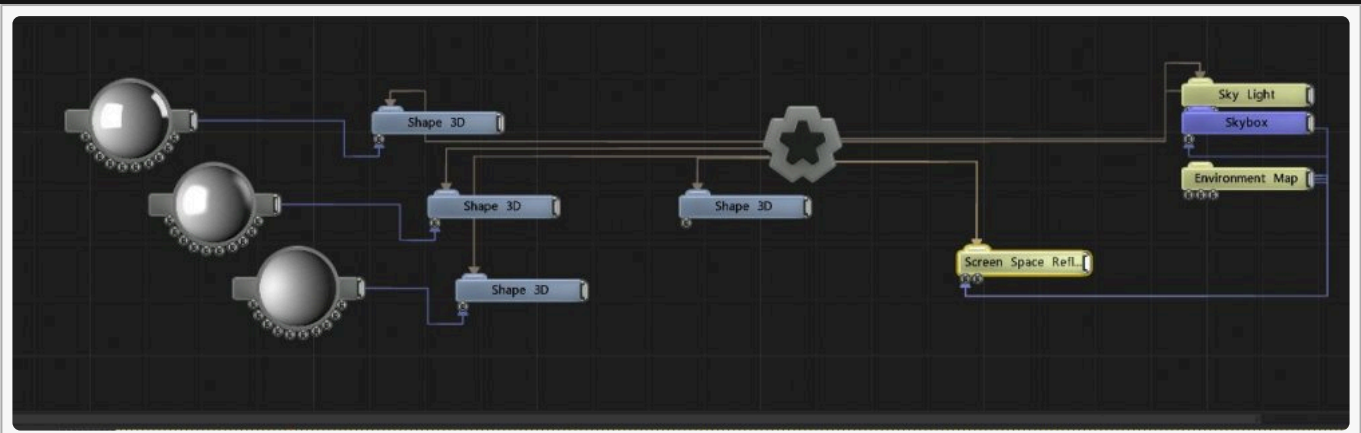 Sky Light
Shape 3D
Skybox
Environment Map
Shape 3D
Shape 3D
Screen Space Refl...
Shape 3D